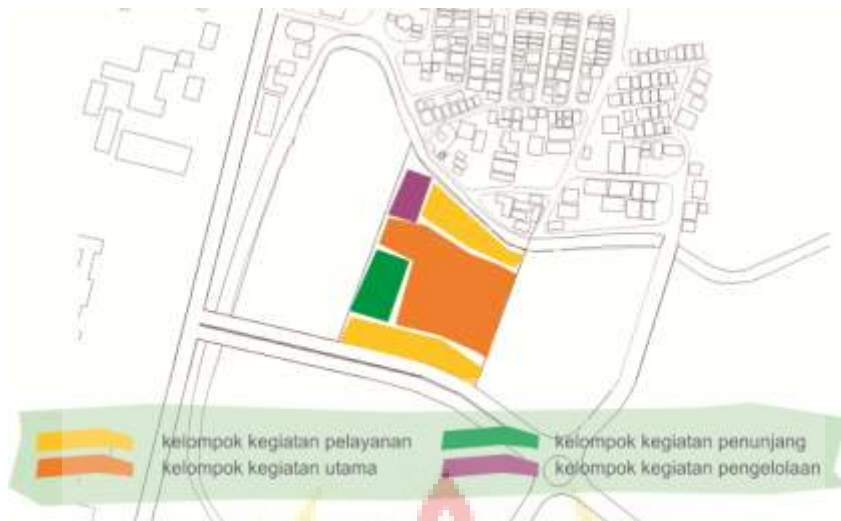 kelompok kegiatan pelayanan
kelompok kegiatan utama
kelompok kegiatan penunjang
kelompok kegiatan pengelolaan